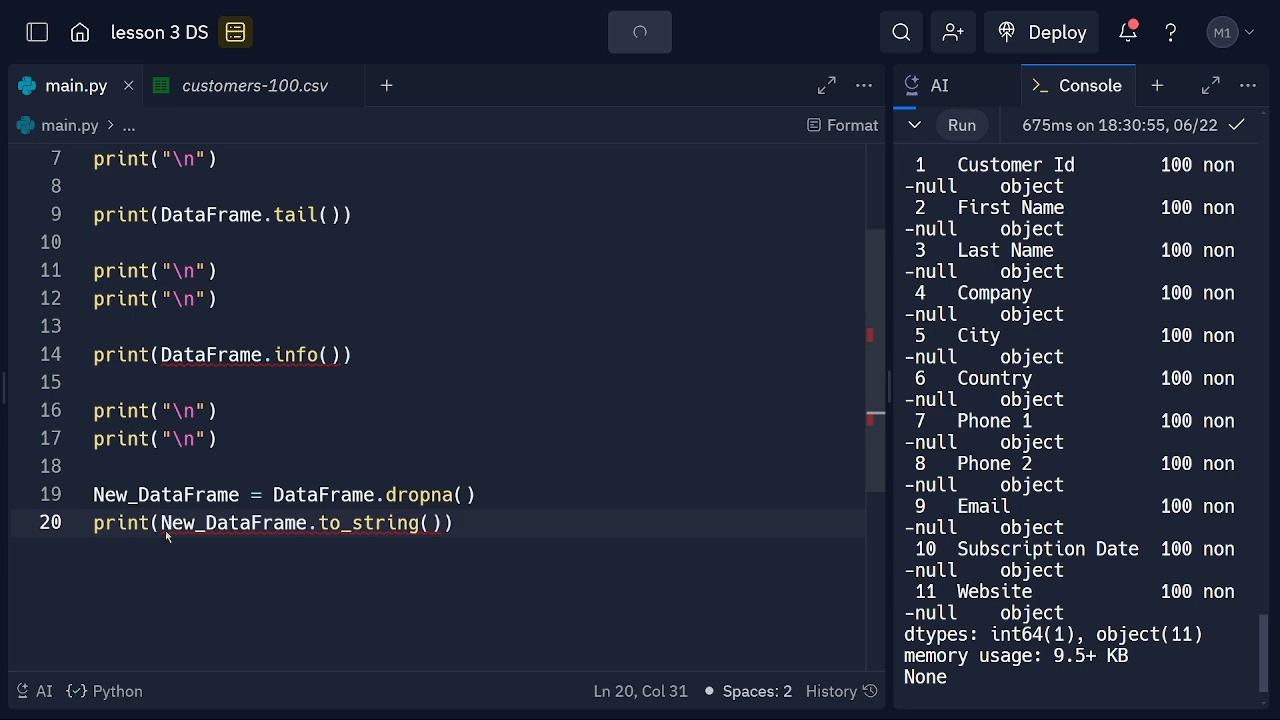 lesson 3 DS
Deploy
M1
main.py
customers-100.csv
AI
Console
main.py > ...
Format
Run
675ms on 18:30:55, 06/22
7 print("\n")
8
9 print(DataFrame.tail())
10
11 print("\n")
12 print("\n")
13
14 print(DataFrame.info())
15
16 print("\n")
17 print("\n")
18
19 New_DataFrame = DataFrame.dropna()
20 print(New_DataFrame.to_string())
1 Customer Id 100 non
-null object
2 First Name 100 non
-null object
3 Last Name 100 non
-null object
4 Company 100 non
-null object
5 City 100 non
-null object
6 Country 100 non
-null object
7 Phone 1 100 non
-null object
8 Phone 2 100 non
-null object
9 Email 100 non
-null object
10 Subscription Date 100 non
-null object
11 Website 100 non
-null object
dtypes: int64(1), object(11)
memory usage: 9.5+ KB
None
AI
Python
Ln 20, Col 31
Spaces: 2
History